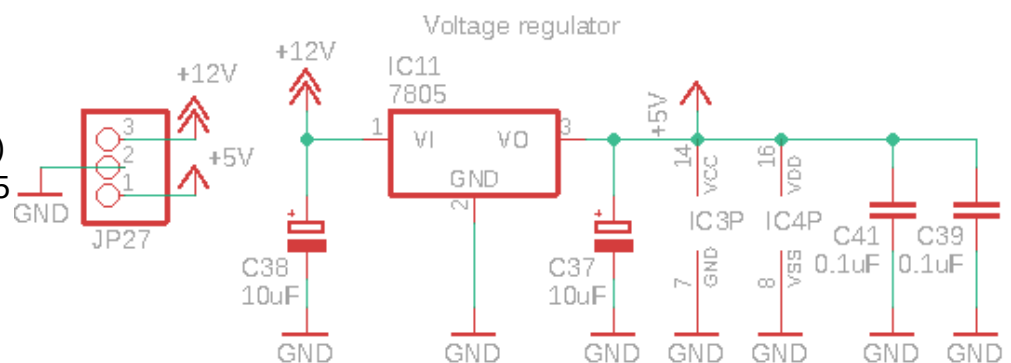 Voltage regulator
+12V
+5V
3
2
1
GND
JP27
)
5
+12V
C38
10uF
GND
IC11
7805
1
VI
VO
3
GND
2
GND
C37
10uF
GND
+5V
14
VCC
IC3P
7
GND
GND
16
VDD
IC4P
8
VSS
GND
C41
0.1uF
GND
C39
0.1uF
GND
+
+